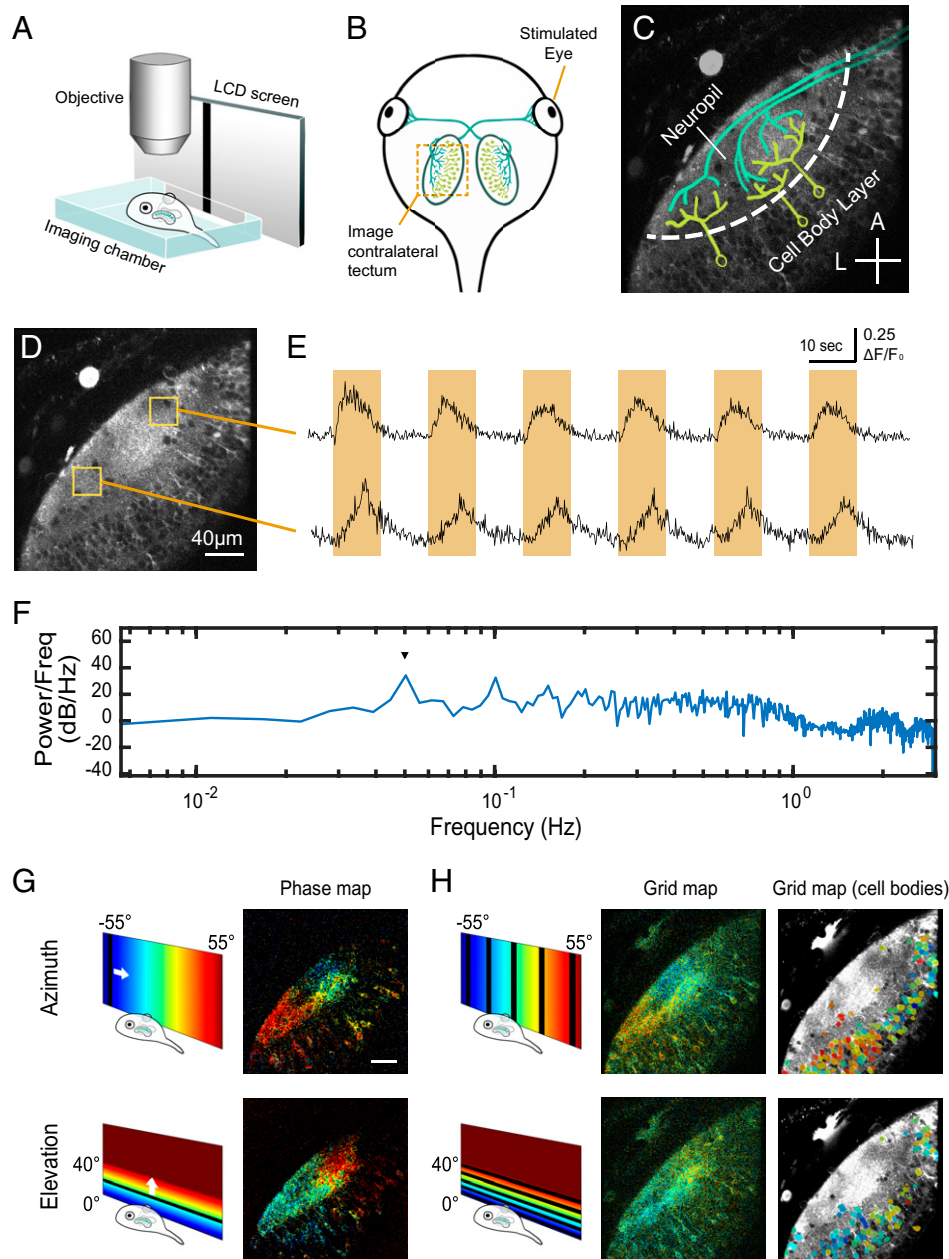 A
Objective
LCD screen
Imaging chamber
B
Stimulated
Eye
Image
contralateral
tectum
C
Neuropil
Cell Body Layer
A
L
D
40µm
E
10 sec
0.25
ΔF/F₀
F
Power/Freq
(dB/Hz)
60
40
20
0
-20
-40
10⁻²
10⁻¹
10⁰
Frequency (Hz)
G
Phase map
Azimuth
-55°
55°
Elevation
40°
0°
H
Grid map
Grid map (cell bodies)
-55°
55°
40°
0°